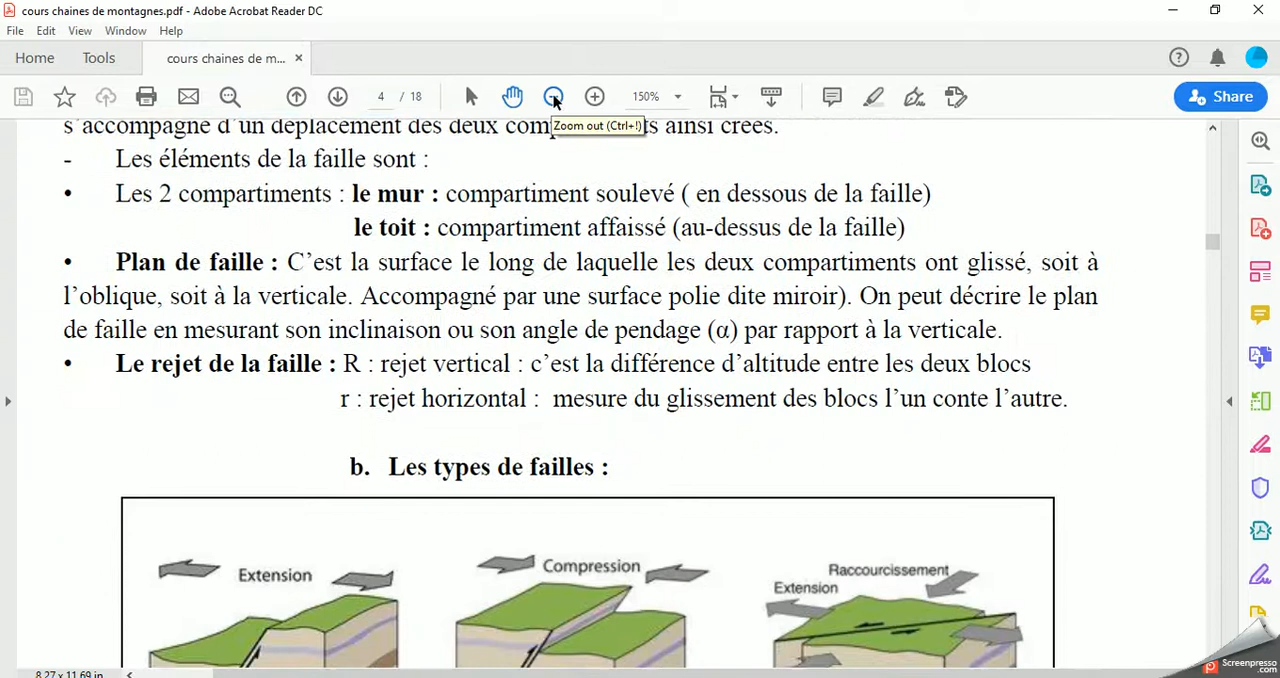 cours chaines de montagnes.pdf - Adobe Acrobat Reader DC
File Edit View Window Help
Home Tools cours chaines de m... ×
4 / 18 150% Share
s'accompagne d'un déplacement des deux ainsi créés.
Zoom out (Ctrl+!)
- Les éléments de la faille sont :
• Les 2 compartiments : le mur : compartiment soulevé ( en dessous de la faille)
le toit : compartiment affaissé (au-dessus de la faille)
• Plan de faille : C'est la surface le long de laquelle les deux compartiments ont glissé, soit à
l'oblique, soit à la verticale. Accompagné par une surface polie dite miroir). On peut décrire le plan
de faille en mesurant son inclinaison ou son angle de pendage (α) par rapport à la verticale.
• Le rejet de la faille : R : rejet vertical : c'est la différence d'altitude entre les deux blocs
r : rejet horizontal : mesure du glissement des blocs l'un conte l'autre.
b. Les types de failles :
Extension
Compression
Raccourcissement
Extension
8.27 x 11.69 in
Screenpresso
.com